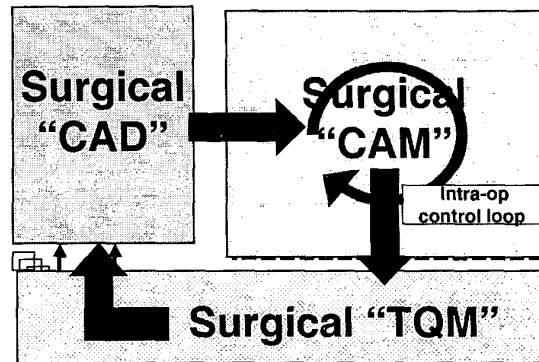 Surgical
“CAD”
Surgical
“CAM”
Intra-op
control loop
Surgical “TQM”